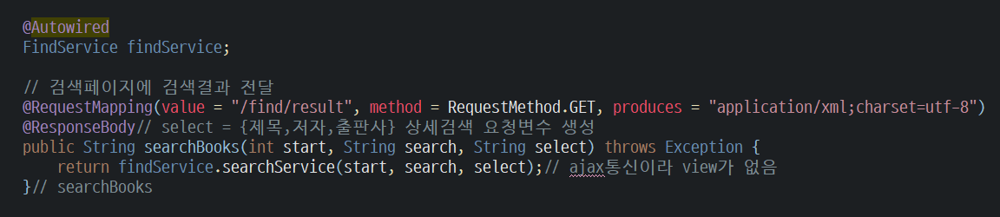 @Autowired
FindService findService;
// 검색페이지에 검색결과 전달
@RequestMapping(value = "/find/result", method = RequestMethod.GET, produces = "application/xml;charset=utf-8")
@ResponseBody// select = {제목,저자,출판사} 상세검색 요청변수 생성
public String searchBooks(int start, String search, String select) throws Exception {
    return findService.searchService(start, search, select);// ajax통신이라 view가 없음
}// searchBooks